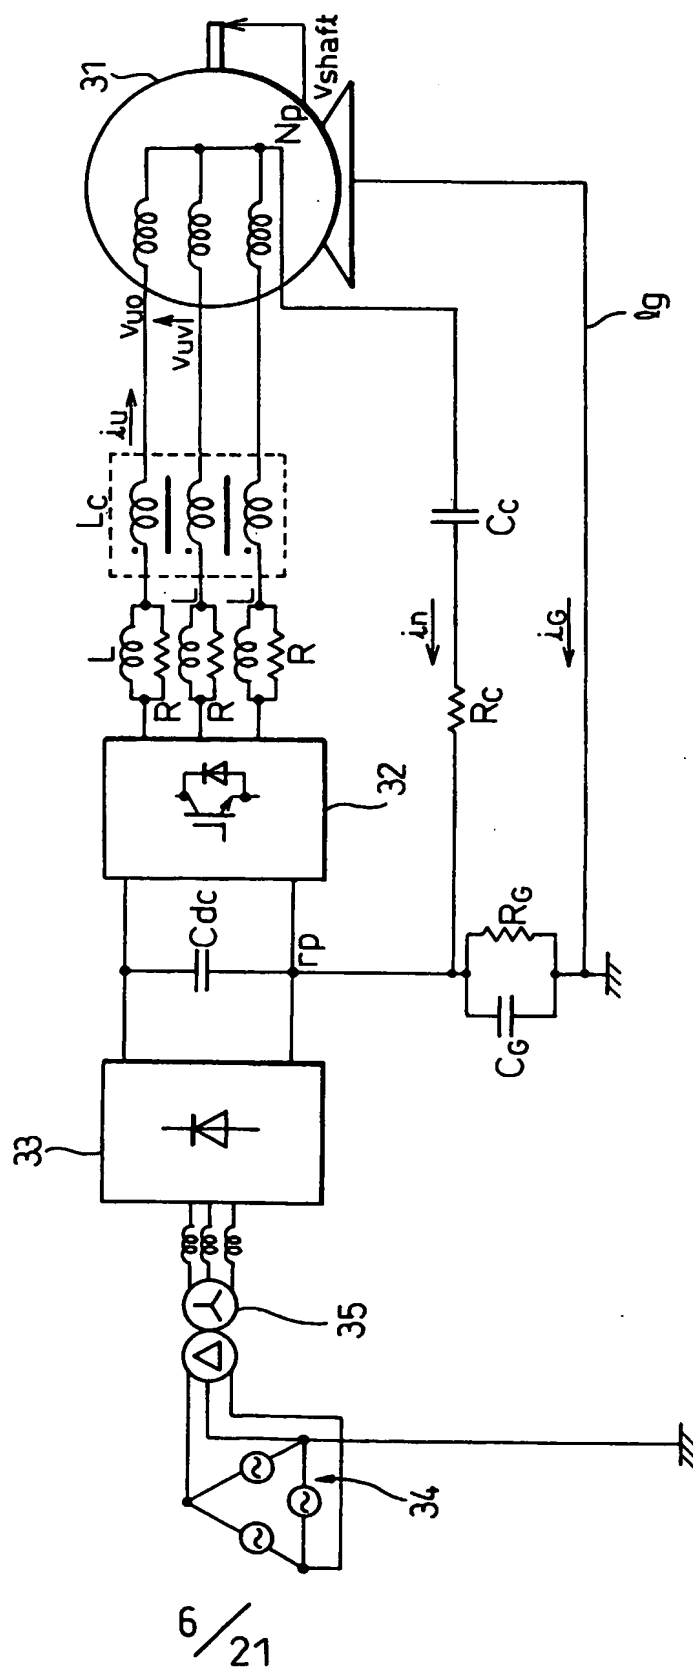 31
Vshaft
Np
Vuo
Vuvl
iu
Lc
L
L
L
R
R
R
lg
Cc
in
iG
Rc
32
Cdc
rp
RG
CG
33
35
34
6/21